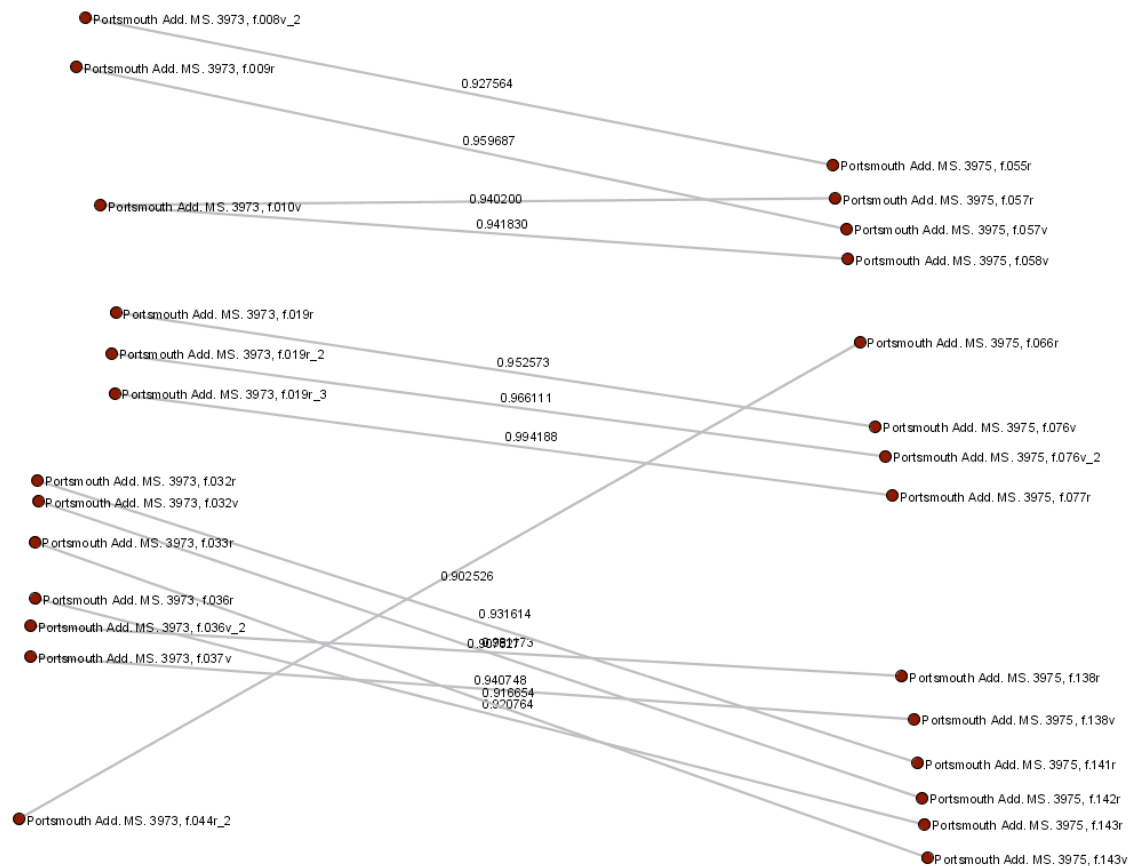 Portsmouth Add. MS. 3973, f.008v_2
Portsmouth Add. MS. 3973, f.009r
0.927564
0.959687
Portsmouth Add. MS. 3975, f.055r
0.940200
Portsmouth Add. MS. 3975, f.057r
Portsmouth Add. MS. 3973, f.010v
0.941830
Portsmouth Add. MS. 3975, f.057v
Portsmouth Add. MS. 3975, f.058v
Portsmouth Add. MS. 3973, f.019r
Portsmouth Add. MS. 3975, f.066r
Portsmouth Add. MS. 3973, f.019r_2
0.952573
Portsmouth Add. MS. 3973, f.019r_3
0.966111
Portsmouth Add. MS. 3975, f.076v
0.994188
Portsmouth Add. MS. 3975, f.076v_2
Portsmouth Add. MS. 3973, f.032r
Portsmouth Add. MS. 3975, f.077r
Portsmouth Add. MS. 3973, f.032v
Portsmouth Add. MS. 3973, f.033r
0.902526
Portsmouth Add. MS. 3973, f.036r
0.931614
Portsmouth Add. MS. 3973, f.036v_2
Portsmouth Add. MS. 3973, f.037v
0.940748
Portsmouth Add. MS. 3975, f.138r
0.916654
0.920764
Portsmouth Add. MS. 3975, f.138v
Portsmouth Add. MS. 3975, f.141r
Portsmouth Add. MS. 3975, f.142r
Portsmouth Add. MS. 3973, f.044r_2
Portsmouth Add. MS. 3975, f.143r
Portsmouth Add. MS. 3975, f.143v